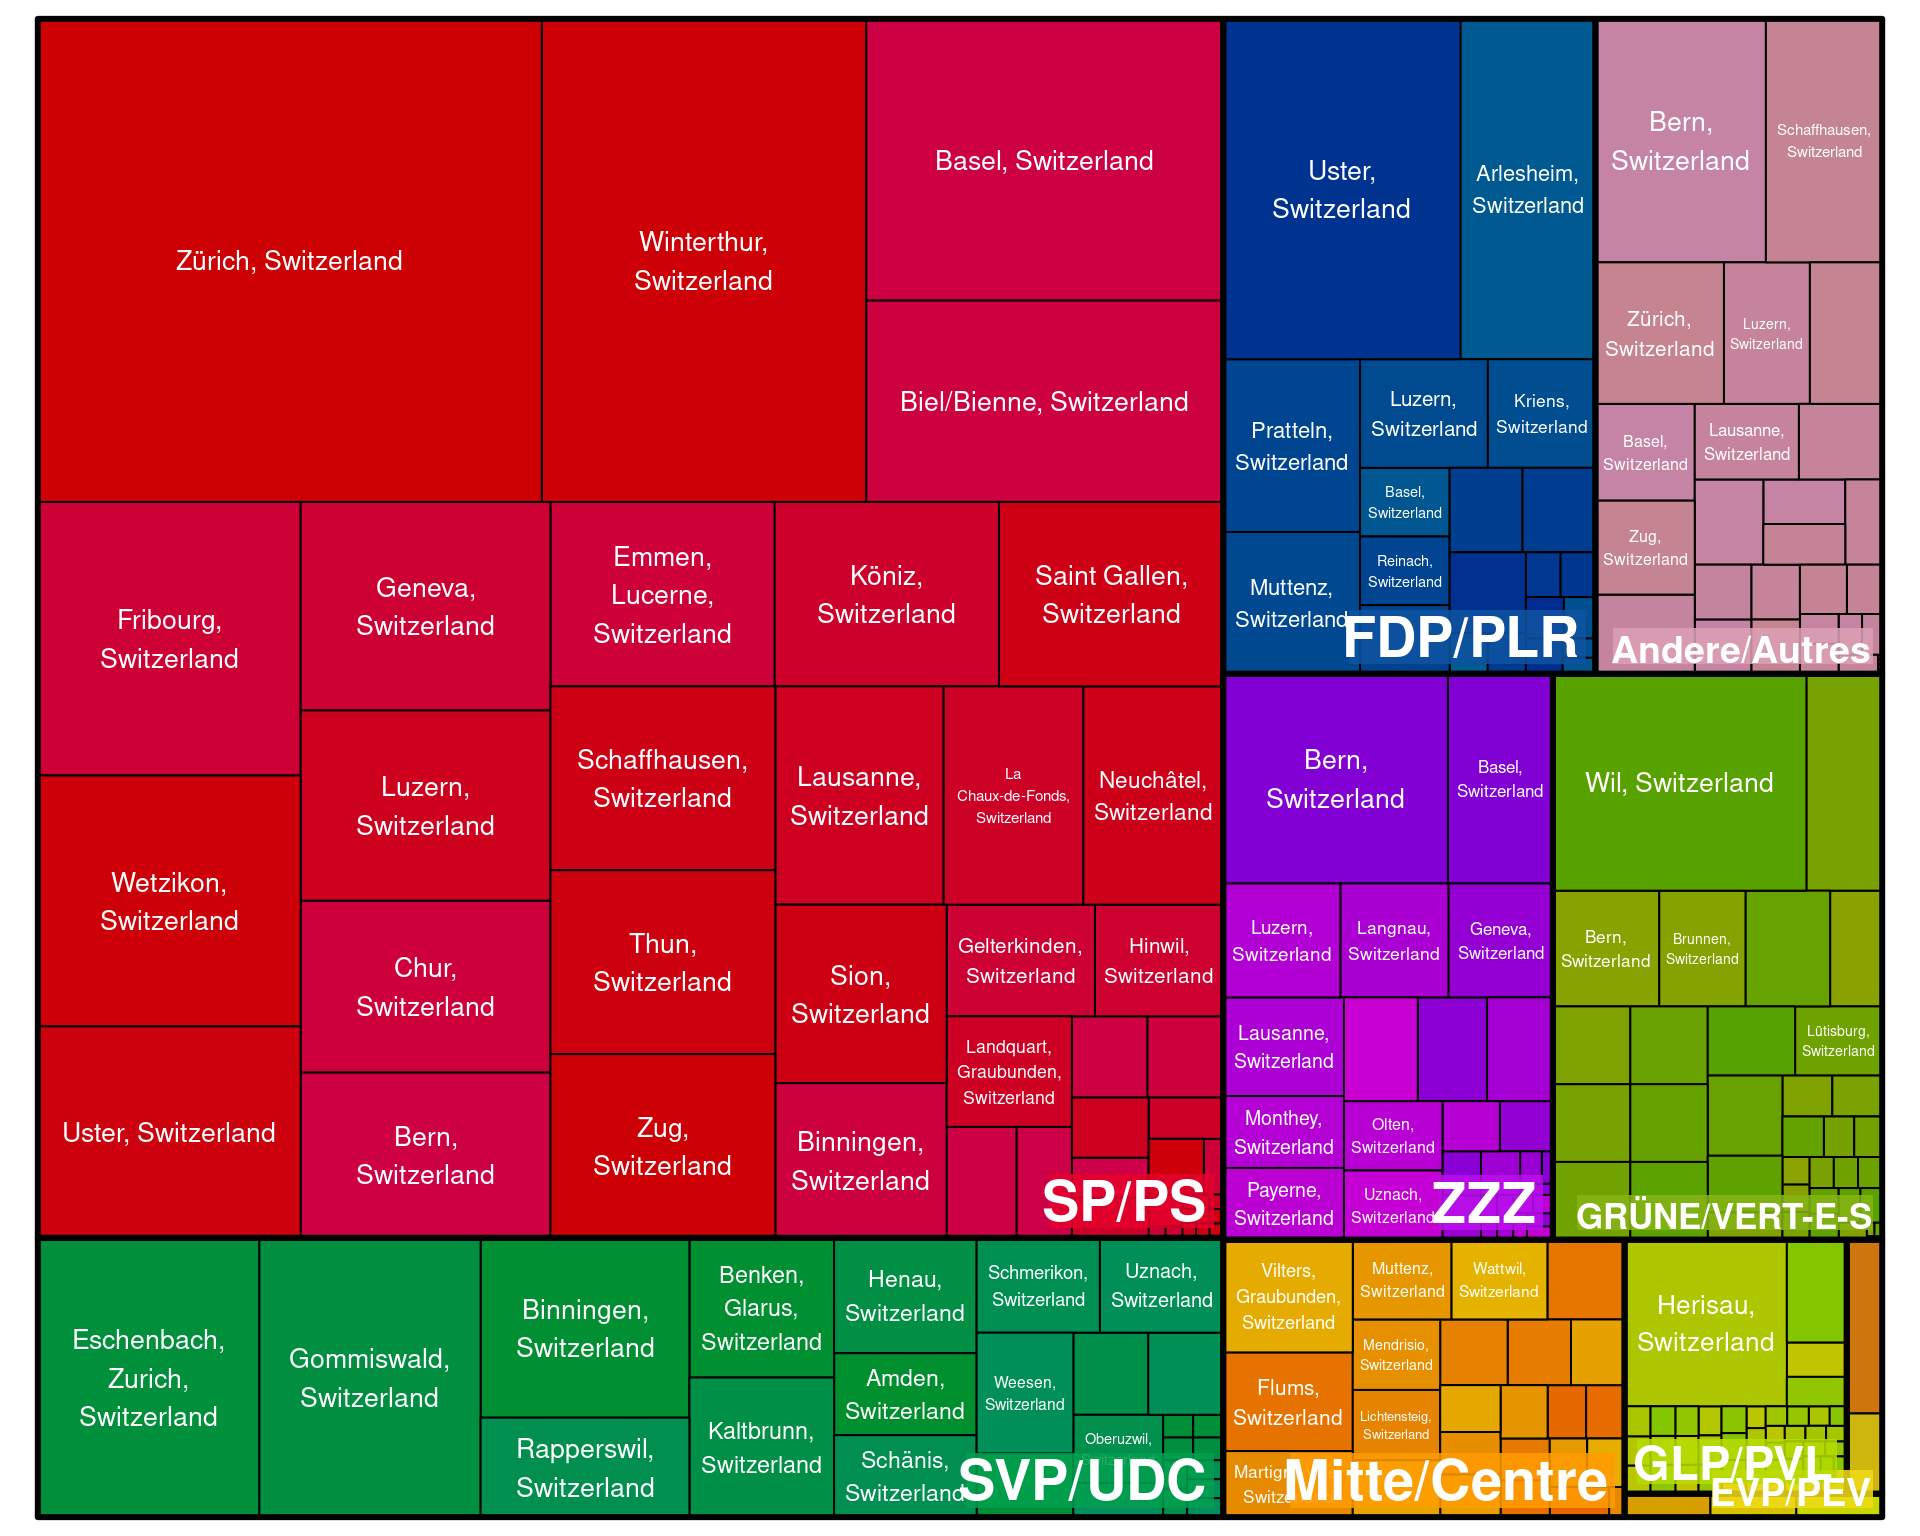 Zürich, Switzerland
Winterthur,
Switzerland
Basel, Switzerland
Biel/Bienne, Switzerland
Fribourg,
Switzerland
Wetzikon,
Switzerland
Uster, Switzerland
Geneva,
Switzerland
Luzern,
Switzerland
Chur,
Switzerland
Bern,
Switzerland
Emmen,
Lucerne,
Switzerland
Schaffhausen,
Switzerland
Thun,
Switzerland
Zug,
Switzerland
Köniz,
Switzerland
Saint Gallen,
Switzerland
Lausanne,
Switzerland
La
Chaux-de-Fonds,
Switzerland
Neuchâtel,
Switzerland
Sion,
Switzerland
Binningen,
Switzerland
Gelterkinden,
Switzerland
Hinwil,
Switzerland
Landquart,
Graubunden,
Switzerland
SP/PS
Uster,
Switzerland
Arlesheim,
Switzerland
Pratteln,
Switzerland
Muttenz,
Switzerland
Luzern,
Switzerland
Kriens,
Switzerland
Basel,
Switzerland
Reinach,
Switzerland
FDP/PLR
Bern,
Switzerland
Schaffhausen,
Switzerland
Zürich,
Switzerland
Luzern,
Switzerland
Basel,
Switzerland
Lausanne,
Switzerland
Zug,
Switzerland
Andere/Autres
Bern,
Switzerland
Basel,
Switzerland
Luzern,
Switzerland
Langnau,
Switzerland
Geneva,
Switzerland
Lausanne,
Switzerland
Monthey,
Switzerland
Payerne,
Switzerland
Olten,
Switzerland
Uznach,
Switzerland
ZZZ
Wil, Switzerland
Bern,
Switzerland
Brunnen,
Switzerland
Lütisburg,
Switzerland
GRÜNE/VERT-E-S
Eschenbach,
Zurich,
Switzerland
Gommiswald,
Switzerland
Binningen,
Switzerland
Rapperswil,
Switzerland
Benken,
Glarus,
Switzerland
Kaltbrunn,
Switzerland
Henau,
Switzerland
Amden,
Switzerland
Schänis,
Switzerland
Schmerikon,
Switzerland
Uznach,
Switzerland
Weesen,
Switzerland
Oberuzwil,
SVP/UDC
Vilters,
Graubunden,
Switzerland
Flums,
Switzerland
Muttenz,
Switzerland
Wattwil,
Switzerland
Mendrisio,
Switzerland
Lichtensteig,
Switzerland
Mitte/Centre
Herisau,
Switzerland
GLP/PVL
EVP/PEV